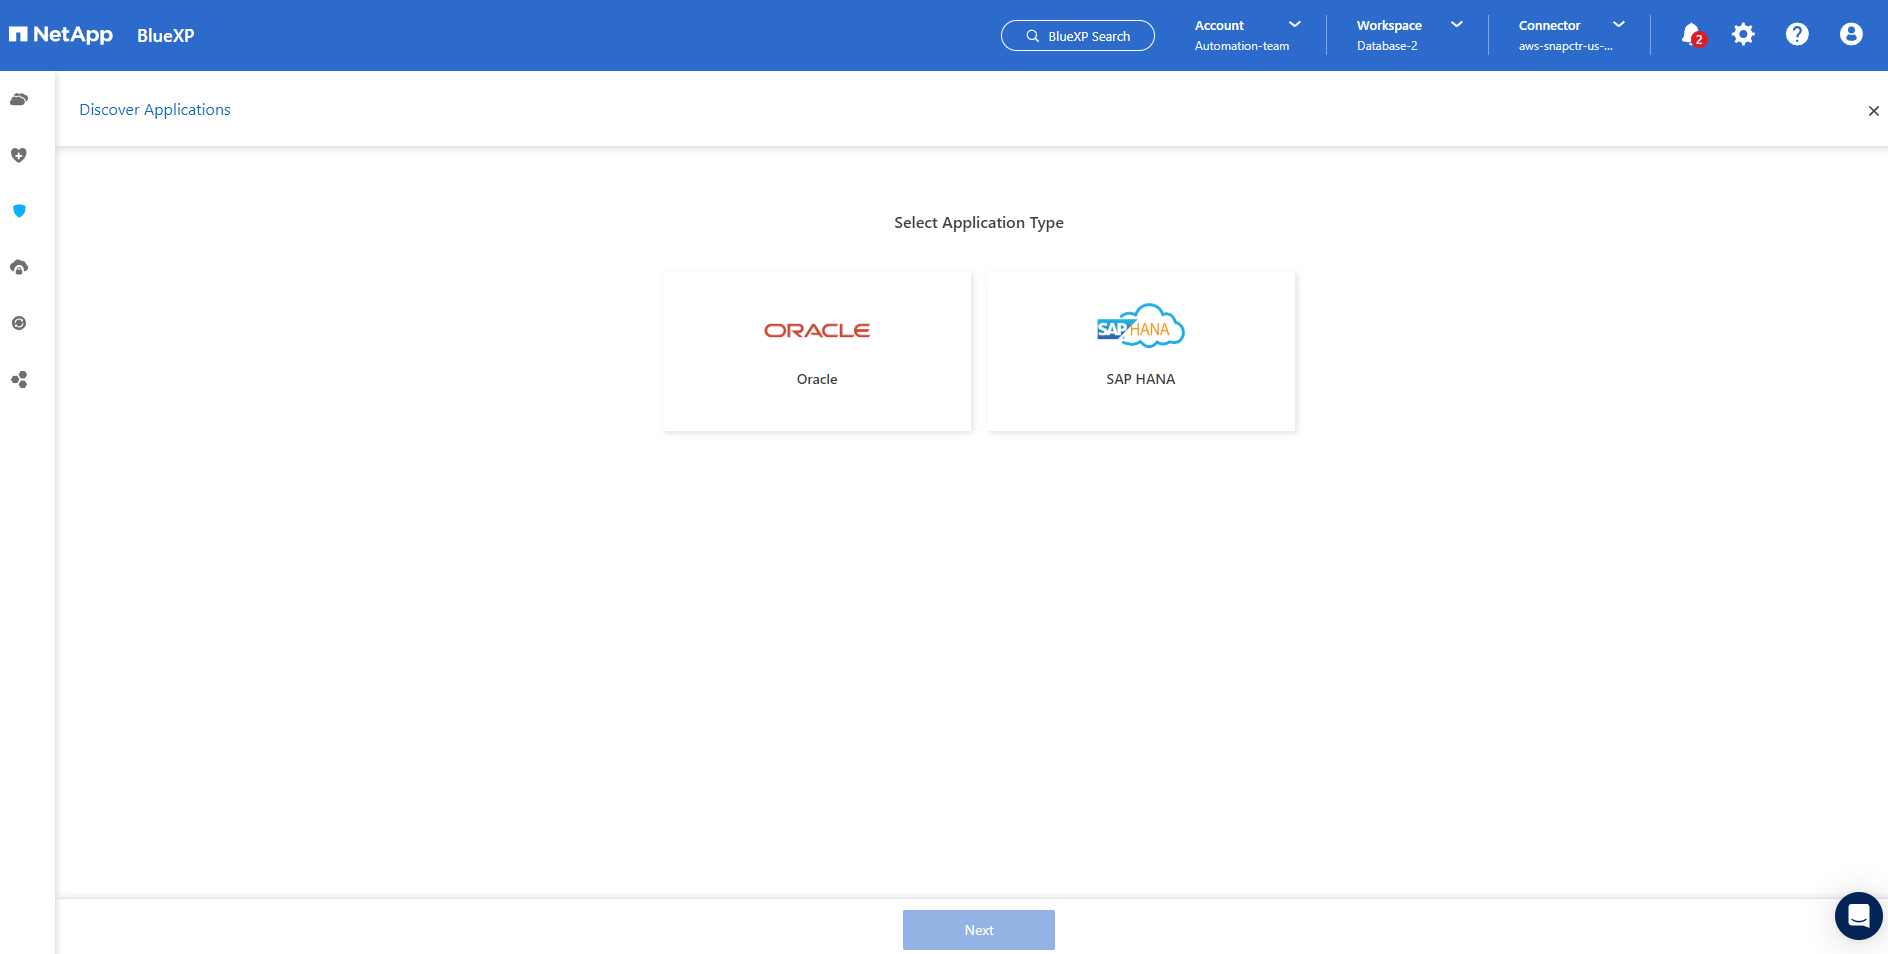 NetApp BlueXP
BlueXP Search
Account
Automation-team
Workspace
Database-2
Connector
aws-snapctr-us-...
2
Discover Applications
Select Application Type
ORACLE
Oracle
SAP HANA
SAP HANA
Next